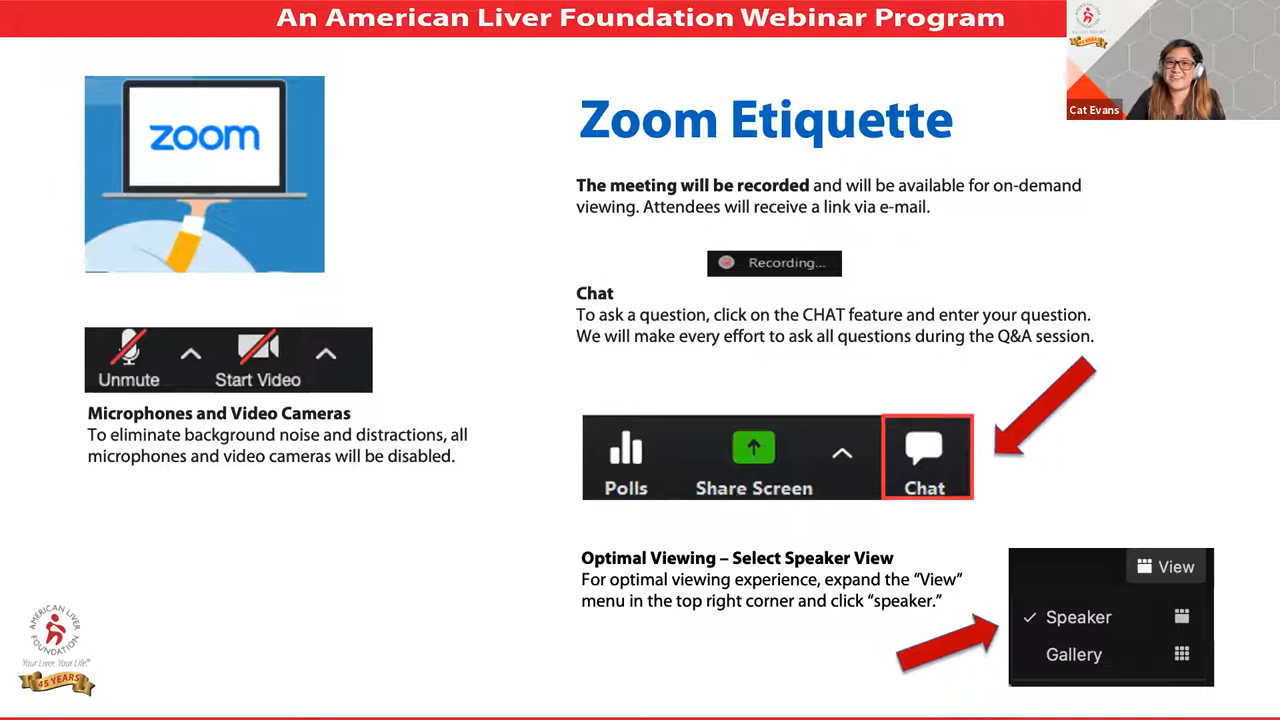 An American Liver Foundation Webinar Program
Cat Evans
zoom
Zoom Etiquette
The meeting will be recorded and will be available for on-demand
viewing. Attendees will receive a link via e-mail.
Recording...
Chat
To ask a question, click on the CHAT feature and enter your question.
We will make every effort to ask all questions during the Q&A session.
Unmute
Start Video
Microphones and Video Cameras
To eliminate background noise and distractions, all
microphones and video cameras will be disabled.
Polls
Share Screen
Chat
Optimal Viewing – Select Speaker View
For optimal viewing experience, expand the “View”
menu in the top right corner and click “speaker.”
View
Speaker
Gallery
AMERICAN LIVER
FOUNDATION
Your Liver. Your Life.
45 YEARS